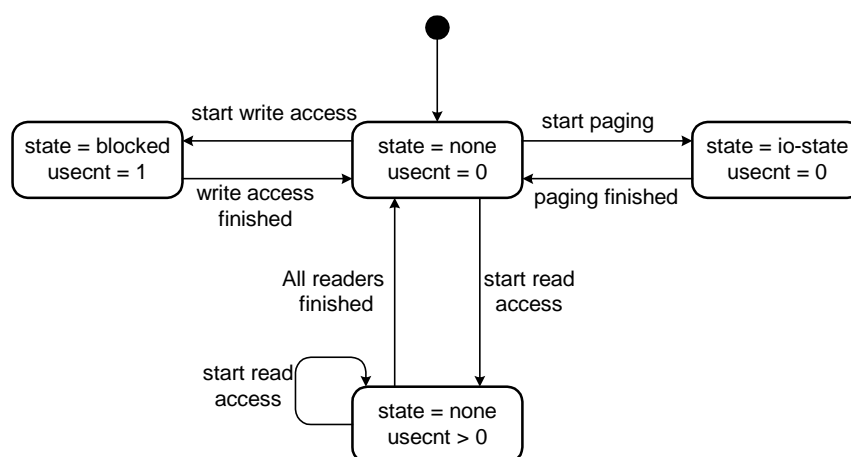 start write access
start paging
state = blocked
usecnt = 1
state = none
usecnt = 0
state = io-state
usecnt = 0
write access
finished
paging finished
All readers
finished
start read
access
start read
access
state = none
usecnt > 0